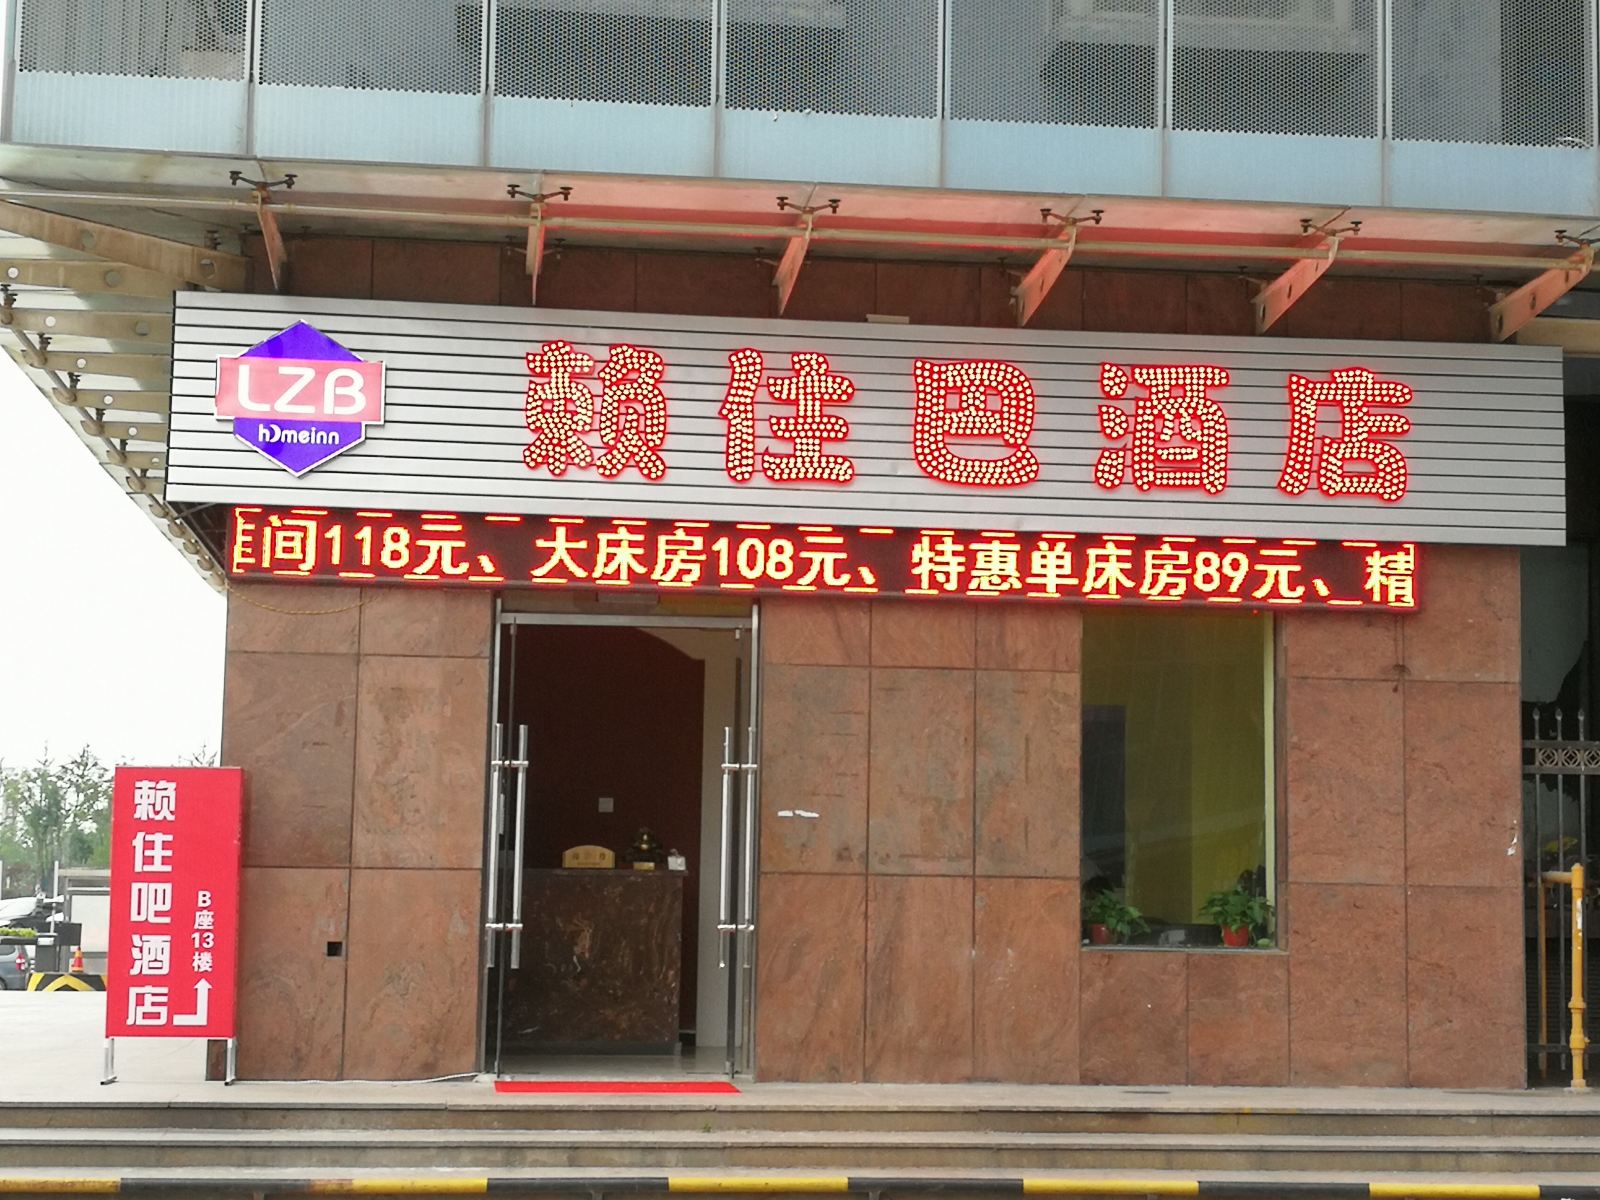 LZB
homeinn
赖住巴酒店
间118元、大床房108元、特惠单床房89元、精
赖住吧酒店
B座13楼